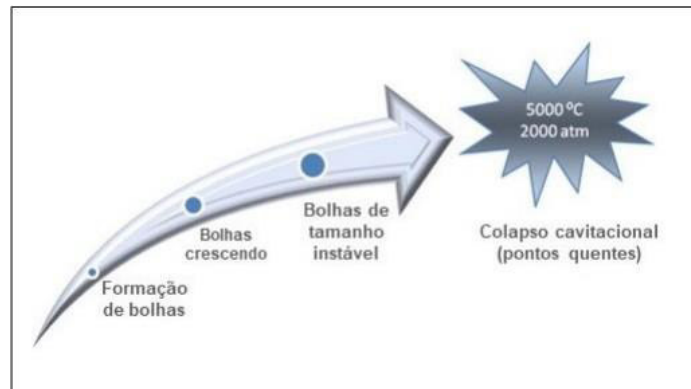 Formação
de bolhas
Bolhas
crescendo
Bolhas de
tamanho
instável
5000 ºC
2000 atm
Colapso cavitacional
(pontos quentes)